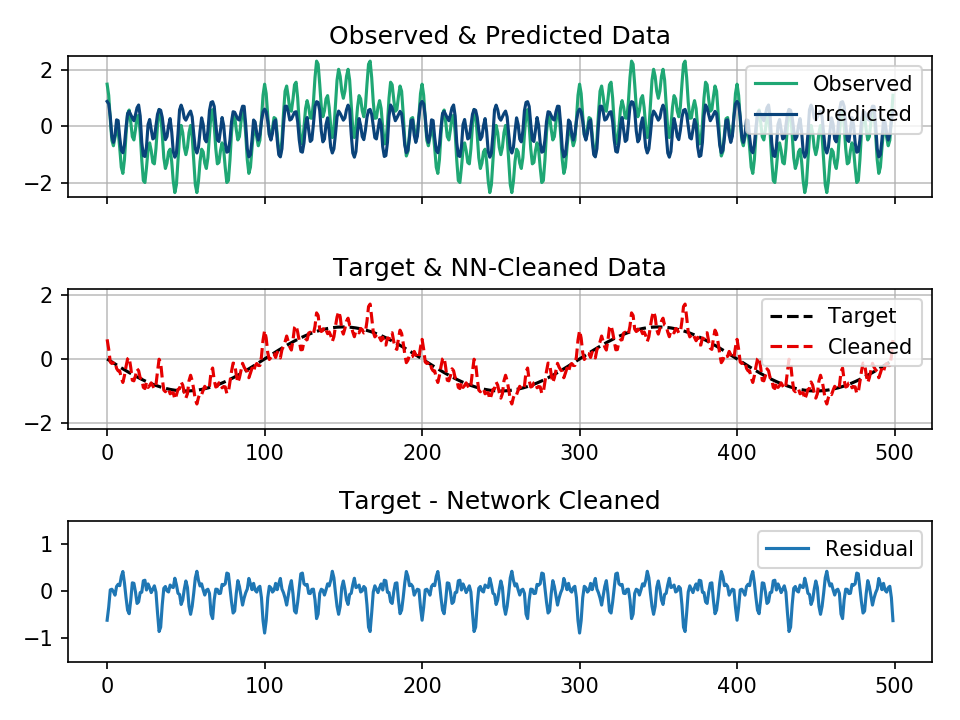 Observed & Predicted Data
2
0
−2
Observed
Predicted
Target & NN-Cleaned Data
2
0
−2
Target
Cleaned
0 100 200 300 400 500
Target - Network Cleaned
1
0
−1
Residual
0 100 200 300 400 500